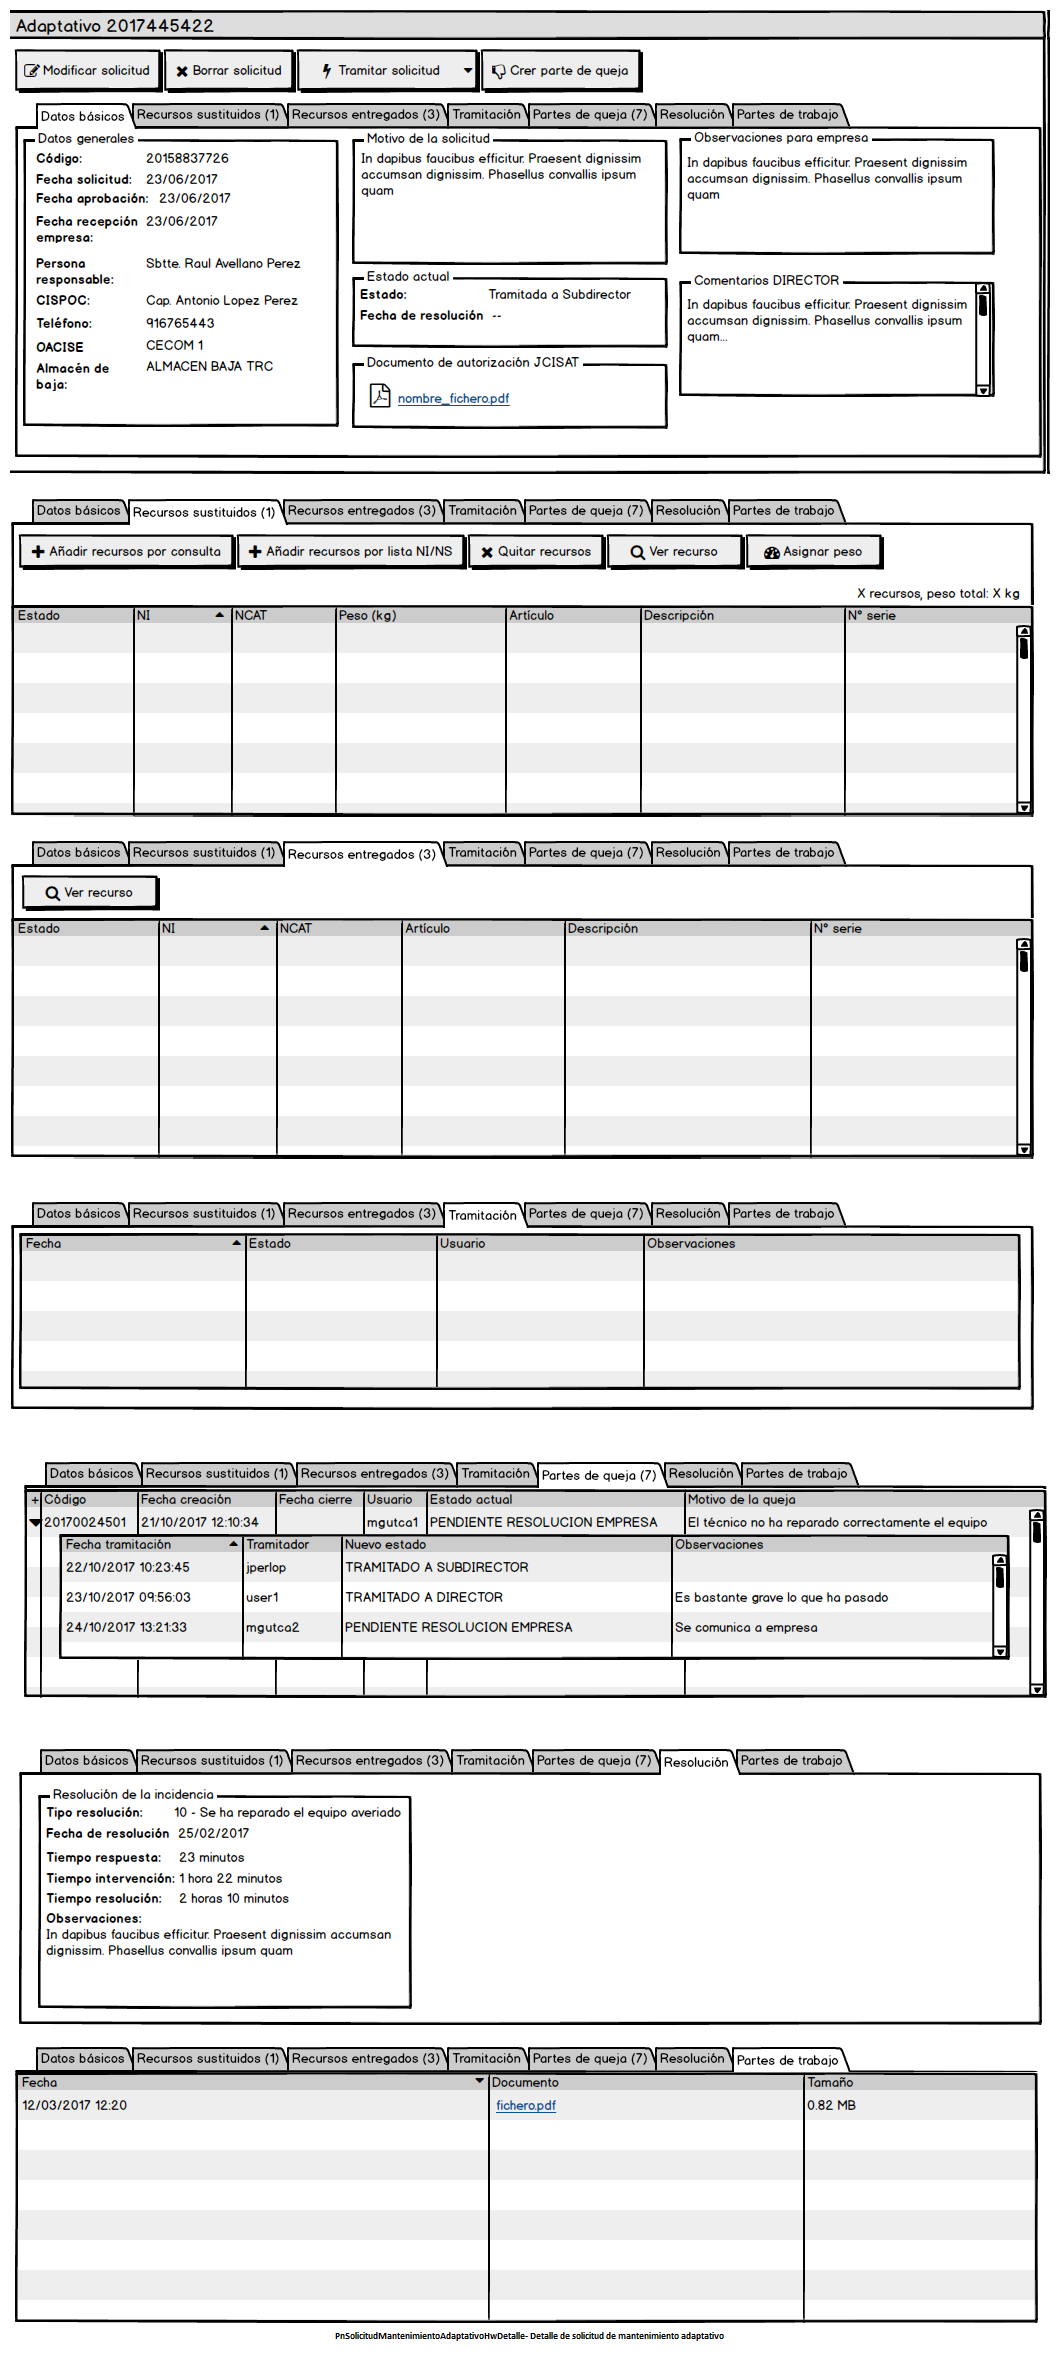 Adaptativo 2017445422
Modificar solicitud Borrar solicitud Tramitar solicitud Crer parte de queja
Datos básicos Recursos sustituidos (1) Recursos entregados (3) Tramitación Partes de queja (7) Resolución Partes de trabajo
Datos generales
Código: 20158837726
Fecha solicitud: 23/06/2017
Fecha aprobación: 23/06/2017
Fecha recepción empresa: 23/06/2017
Persona responsable: Sbtte. Raul Avellano Perez
CISPOC: Cap. Antonio Lopez Perez
Teléfono: 916765443
OACISE CECOM 1
Almacén de baja: ALMACEN BAJA TRC
Motivo de la solicitud
In dapibus faucibus efficitur. Praesent dignissim
accumsan dignissim. Phasellus convallis ipsum
quam
Estado actual
Estado: Tramitada a Subdirector
Fecha de resolución --
Documento de autorización JCISAT
nombre_fichero.pdf
Observaciones para empresa
In dapibus faucibus efficitur. Praesent dignissim
accumsan dignissim. Phasellus convallis ipsum
quam
Comentarios DIRECTOR
In dapibus faucibus efficitur. Praesent dignissim
accumsan dignissim. Phasellus convallis ipsum
quam...
Datos básicos Recursos sustituidos (1) Recursos entregados (3) Tramitación Partes de queja (7) Resolución Partes de trabajo
Añadir recursos por consulta Añadir recursos por lista NI/NS Quitar recursos Ver recurso Asignar peso
X recursos, peso total: X kg
Estado NI NCAT Peso (kg) Artículo Descripción Nº serie
Datos básicos Recursos sustituidos (1) Recursos entregados (3) Tramitación Partes de queja (7) Resolución Partes de trabajo
Ver recurso
Estado NI NCAT Artículo Descripción Nº serie
Datos básicos Recursos sustituidos (1) Recursos entregados (3) Tramitación Partes de queja (7) Resolución Partes de trabajo
Fecha Estado Usuario Observaciones
Datos básicos Recursos sustituidos (1) Recursos entregados (3) Tramitación Partes de queja (7) Resolución Partes de trabajo
+ Código Fecha creación Fecha cierre Usuario Estado actual Motivo de la queja
20170024501 21/10/2017 12:10:34 mgutca1 PENDIENTE RESOLUCION EMPRESA El técnico no ha reparado correctamente el equipo
Fecha tramitación Tramitador Nuevo estado Observaciones
22/10/2017 10:23:45 jperlop TRAMITADO A SUBDIRECTOR
23/10/2017 09:56:03 user1 TRAMITADO A DIRECTOR Es bastante grave lo que ha pasado
24/10/2017 13:21:33 mgutca2 PENDIENTE RESOLUCION EMPRESA Se comunica a empresa
Datos básicos Recursos sustituidos (1) Recursos entregados (3) Tramitación Partes de queja (7) Resolución Partes de trabajo
Resolución de la incidencia
Tipo resolución: 10 - Se ha reparado el equipo averiado
Fecha de resolución 25/02/2017
Tiempo respuesta: 23 minutos
Tiempo intervención: 1 hora 22 minutos
Tiempo resolución: 2 horas 10 minutos
Observaciones:
In dapibus faucibus efficitur. Praesent dignissim accumsan
dignissim. Phasellus convallis ipsum quam
Datos básicos Recursos sustituidos (1) Recursos entregados (3) Tramitación Partes de queja (7) Resolución Partes de trabajo
Fecha Documento Tamaño
12/03/2017 12:20 fichero.pdf 0.82 MB
PnSolicitudMantenimientoAdaptativoHwDetalle- Detalle de solicitud de mantenimiento adaptativo